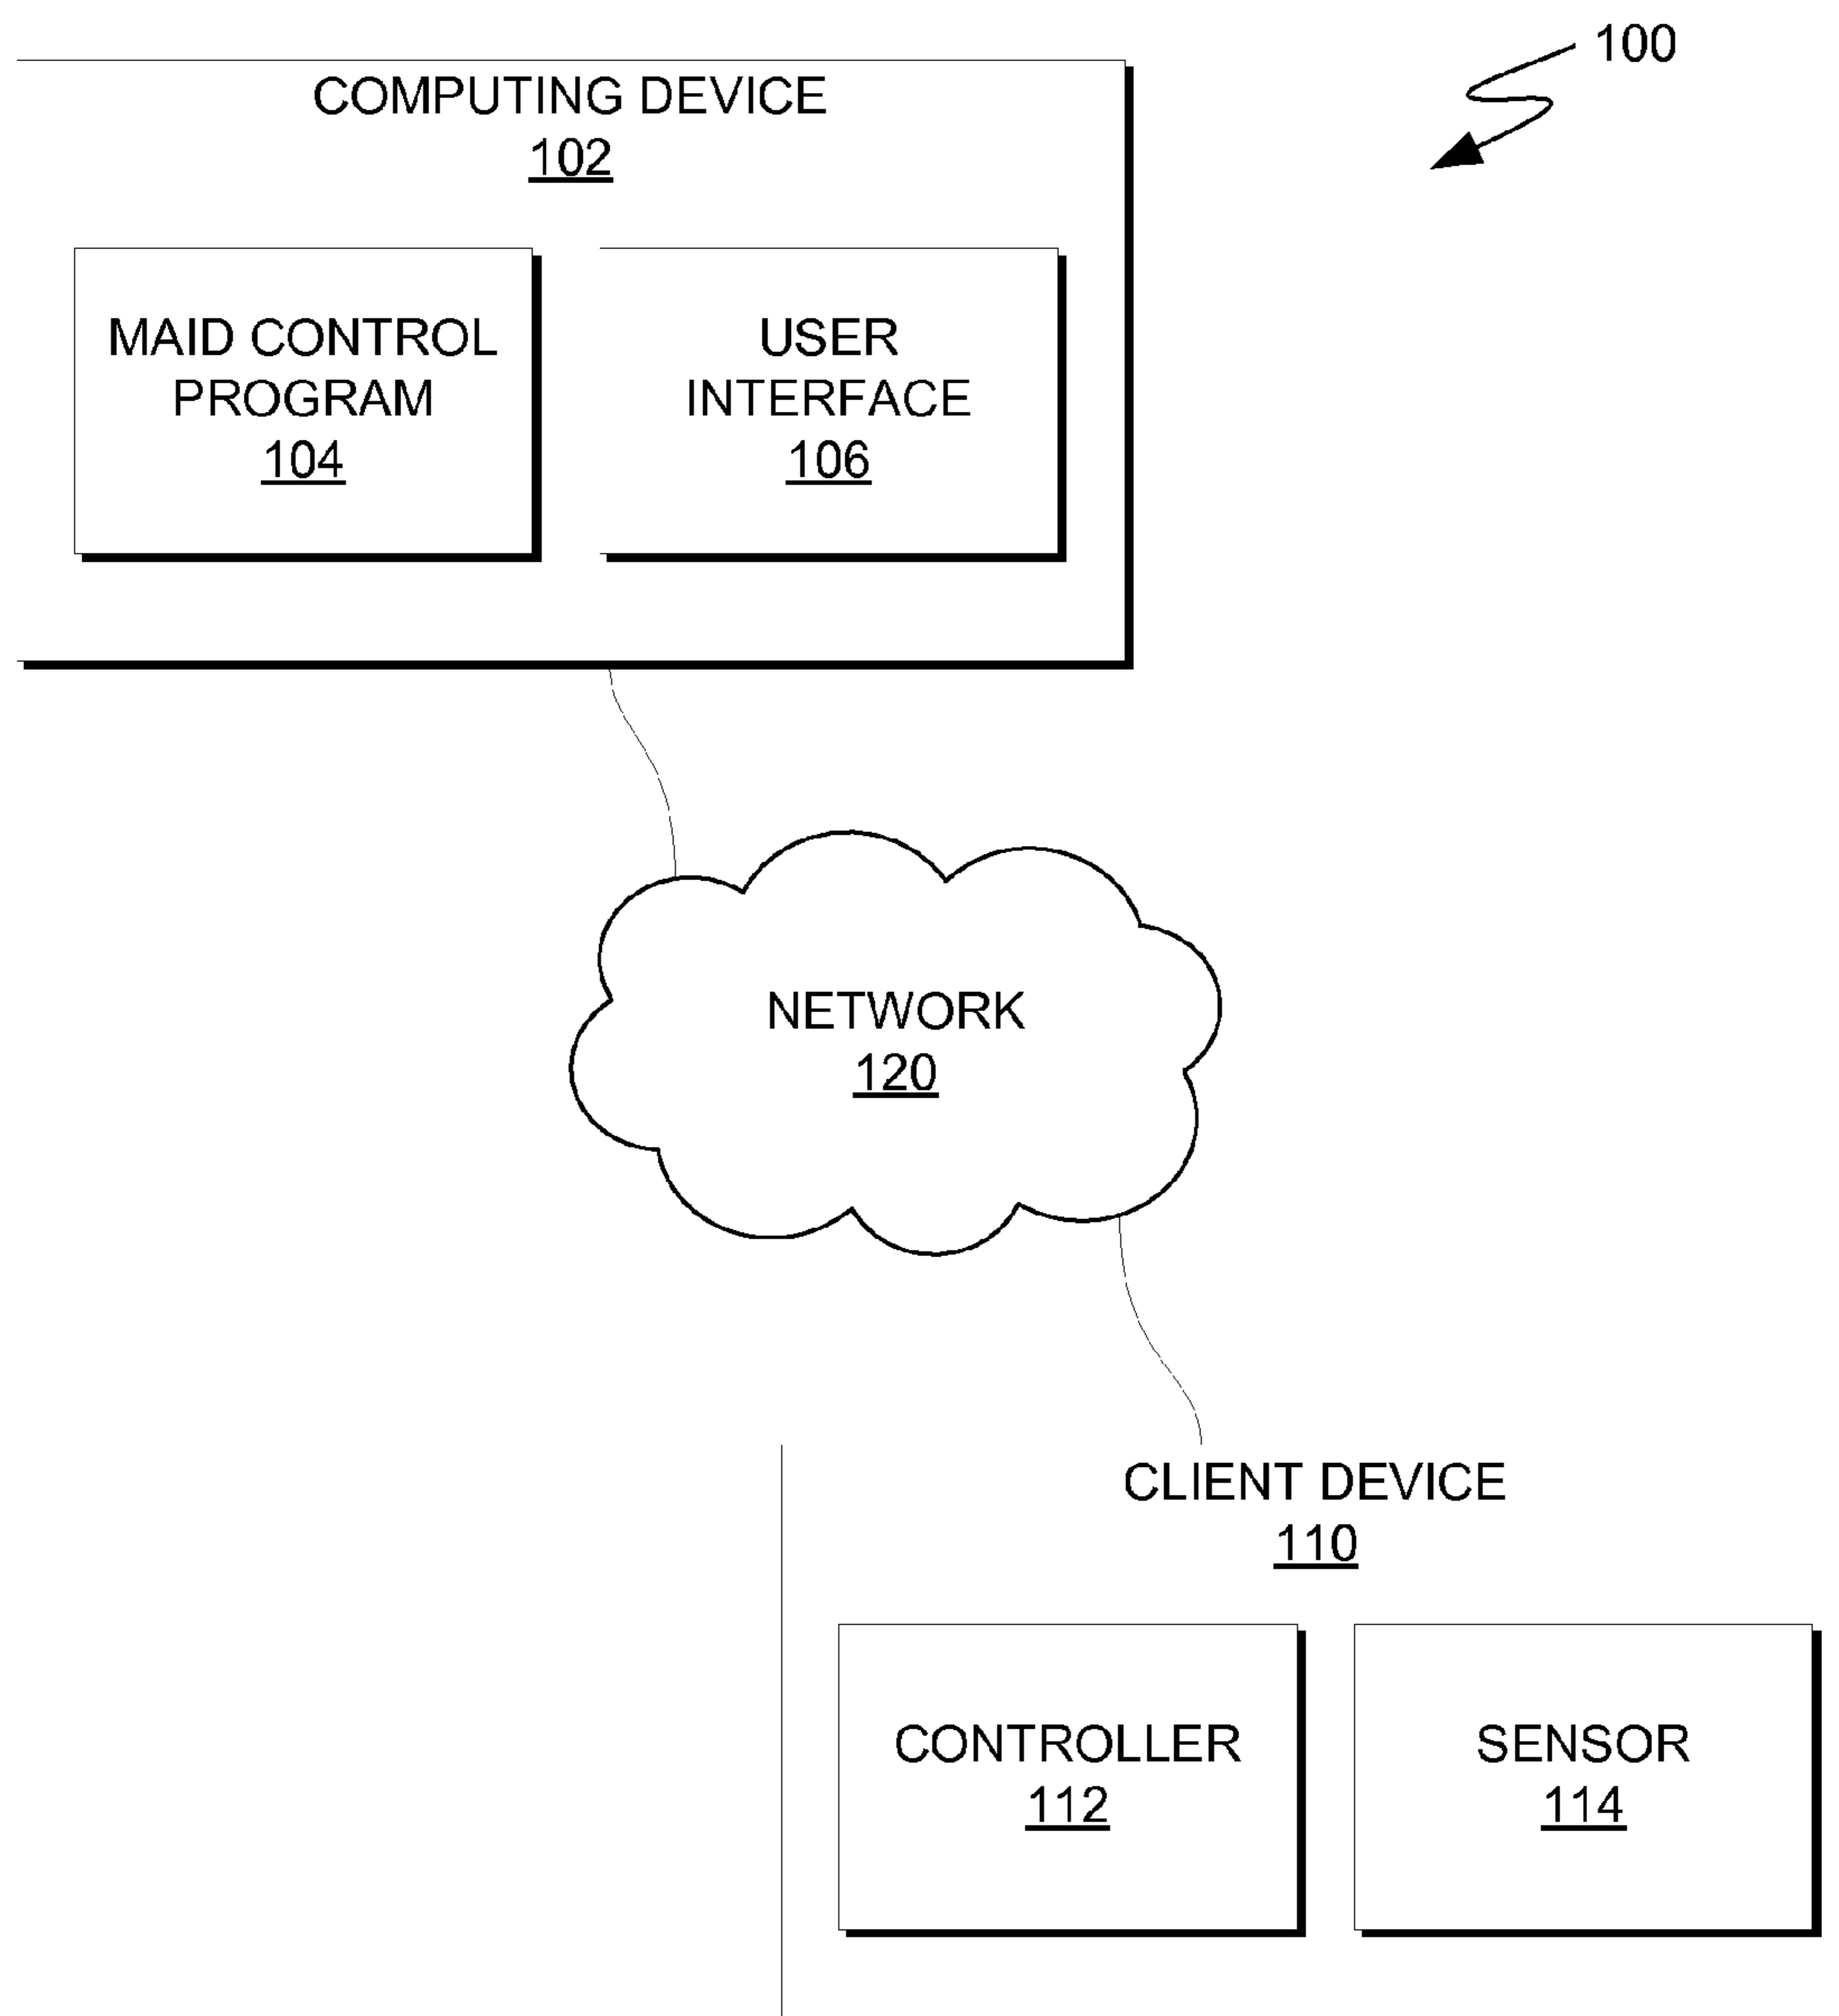 100
COMPUTING DEVICE
102
MAID CONTROL
PROGRAM
104
USER
INTERFACE
106
NETWORK
120
CLIENT DEVICE
110
CONTROLLER
112
SENSOR
114